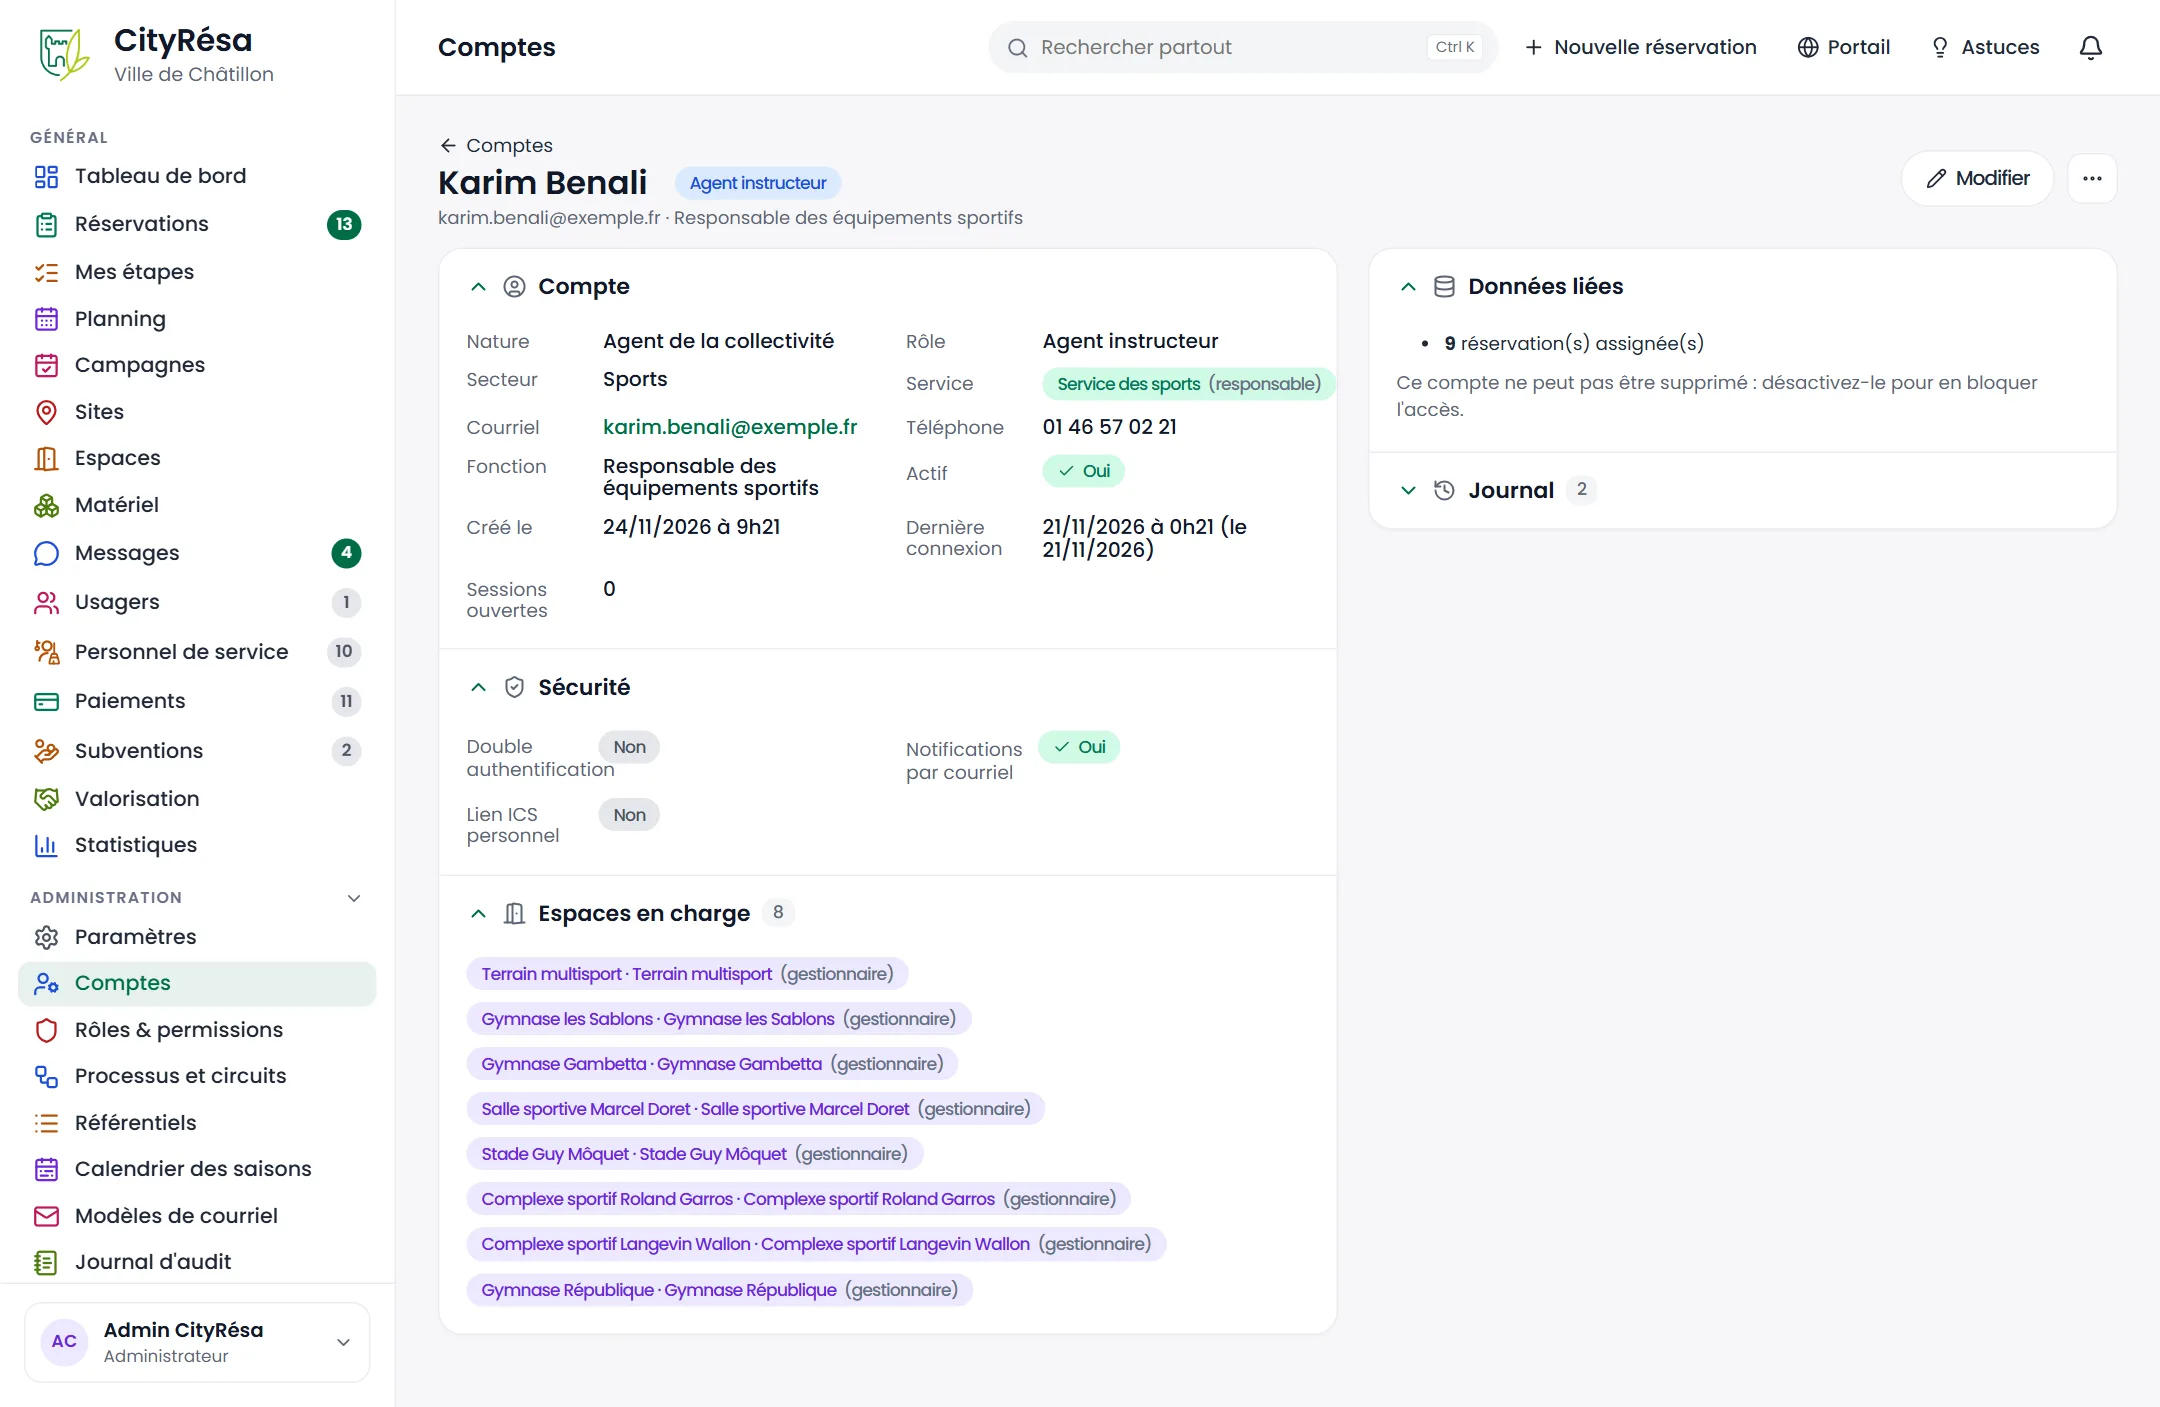 CityRésa
Ville de Châtillon
GÉNÉRAL
Tableau de bord
Réservations 13
Mes étapes
Planning
Campagnes
Sites
Espaces
Matériel
Messages 4
Usagers 1
Personnel de service 10
Paiements 11
Subventions 2
Valorisation
Statistiques
ADMINISTRATION
Paramètres
Comptes
Rôles & permissions
Processus et circuits
Référentiels
Calendrier des saisons
Modèles de courriel
Journal d'audit
AC
Admin CityRésa
Administrateur
Comptes
Rechercher partout Ctrl K
Nouvelle réservation
Portail
Astuces
Comptes
Karim Benali Agent instructeur
karim.benali@exemple.fr · Responsable des équipements sportifs
Modifier
Compte
Nature Agent de la collectivité Rôle Agent instructeur
Secteur Sports Service Service des sports (responsable)
Courriel karim.benali@exemple.fr Téléphone 01 46 57 02 21
Fonction Responsable des
équipements sportifs
Actif Oui
Créé le 24/11/2026 à 9h21
Dernière
connexion
21/11/2026 à 0h21 (le
21/11/2026)
Sessions
ouvertes
0
Sécurité
Double
authentification
Non
Notifications
par courriel
Oui
Lien ICS
personnel
Non
Espaces en charge 8
Terrain multisport · Terrain multisport (gestionnaire)
Gymnase les Sablons · Gymnase les Sablons (gestionnaire)
Gymnase Gambetta · Gymnase Gambetta (gestionnaire)
Salle sportive Marcel Doret · Salle sportive Marcel Doret (gestionnaire)
Stade Guy Môquet · Stade Guy Môquet (gestionnaire)
Complexe sportif Roland Garros · Complexe sportif Roland Garros (gestionnaire)
Complexe sportif Langevin Wallon · Complexe sportif Langevin Wallon (gestionnaire)
Gymnase République · Gymnase République (gestionnaire)
Données liées
• 9 réservation(s) assignée(s)
Ce compte ne peut pas être supprimé : désactivez-le pour en bloquer
l'accès.
Journal 2